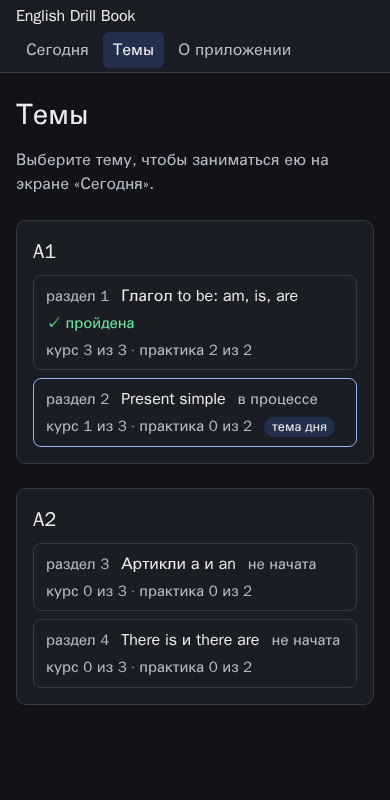 English Drill Book
Сегодня Темы О приложении
Темы
Выберите тему, чтобы заниматься ею на
экране «Сегодня».
A1
раздел 1 Глагол to be: am, is, are
✓ пройдена
курс 3 из 3 · практика 2 из 2
раздел 2 Present simple в процессе
курс 1 из 3 · практика 0 из 2 тема дня
A2
раздел 3 Артикли a и an не начата
курс 0 из 3 · практика 0 из 2
раздел 4 There is и there are не начата
курс 0 из 3 · практика 0 из 2